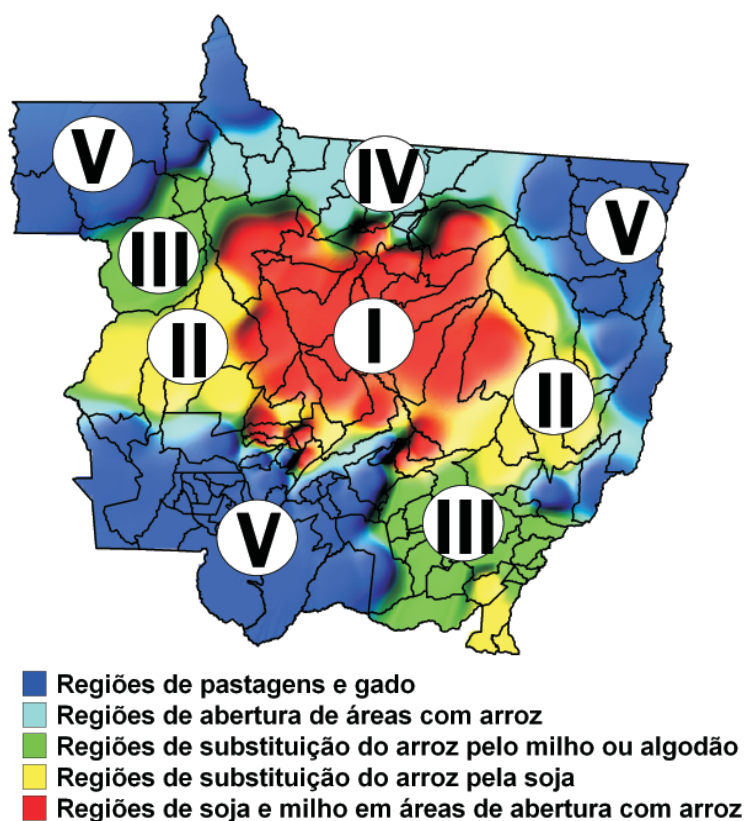 V
IV
V
III
II
I
II
V
III
Regiões de pastagens e gado
Regiões de abertura de áreas com arroz
Regiões de substituição do arroz pelo milho ou algodão
Regiões de substituição do arroz pela soja
Regiões de soja e milho em áreas de abertura com arroz